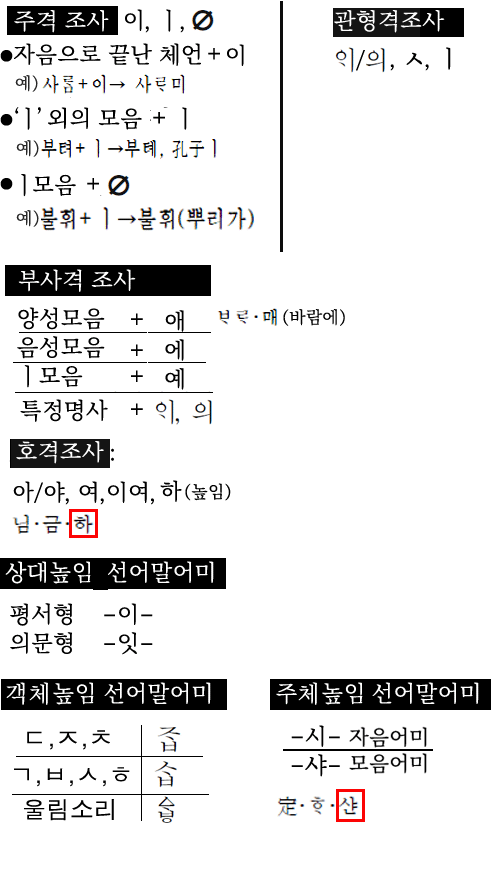 주격 조사 이, ㅣ, Ø
●자음으로 끝난 체언+이
예)사ᄅᆞᆷ+이→ 사ᄅᆞ미
●‘ㅣ’외의 모음 + ㅣ
예)부텨+ㅣ→부톄, 孔子ㅣ
●ㅣ모음 + Ø
예)불휘+ㅣ→불휘(뿌리가)
관형격조사
ᄋᆡ/의, ㅅ, ㅣ
부사격 조사
양성모음 + 애
ᄇᆞᄅᆞ·매(바람에)
음성모음 + 에
ㅣ모음 + 예
특정명사 + ᄋᆡ, 의
호격조사:
아/야, 여,이여, 하(높임)
님·금·하
상대높임 선어말어미
평서형 –이–
의문형 –잇–
객체높임 선어말어미
ㄷ,ㅈ,ㅊ ᄌᆞᆸ
ㄱ,ㅂ,ㅅ,ㅎ ᄉᆞᆸ
울림소리 ᄉᆞᇦ
주체높임 선어말어미
–시– 자음어미
–샤– 모음어미
定·ᄒᆞ·샨